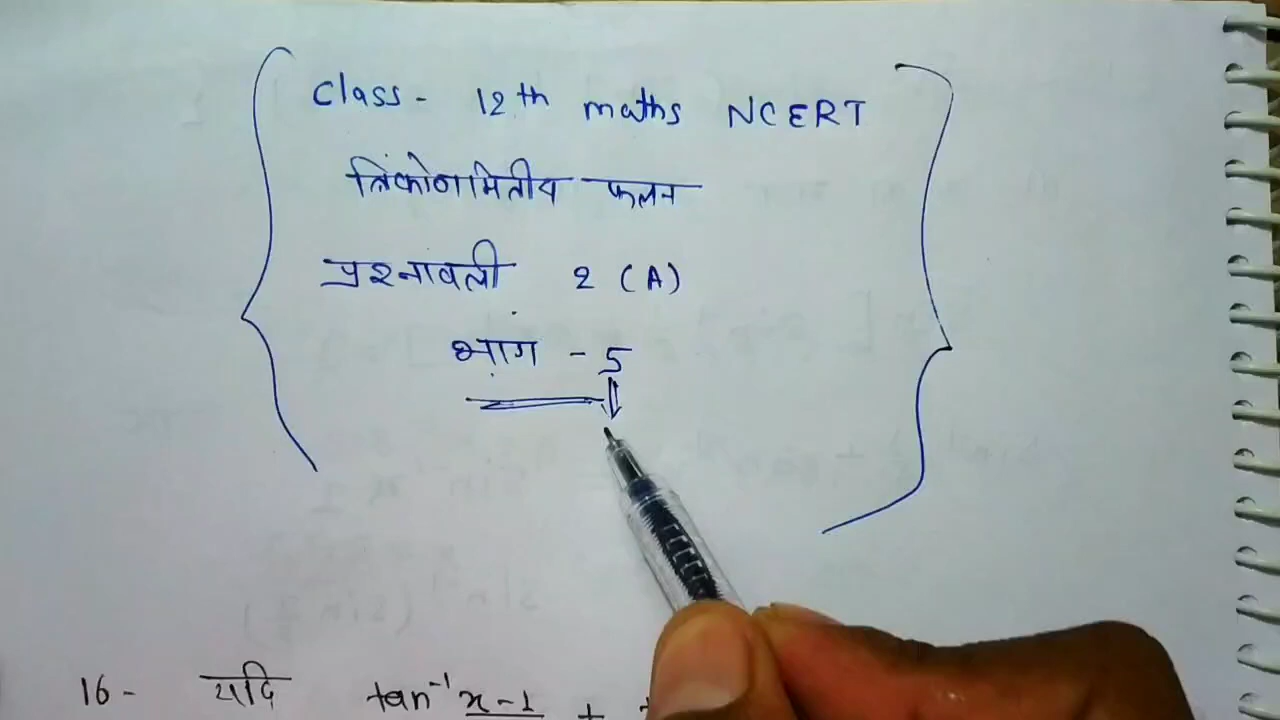 Class - 12th maths NCERT
त्रिकोणमितीय फलन
प्रश्नावली 2 (A)
भाग - 5
16 - यदि tan⁻¹ x-1 +